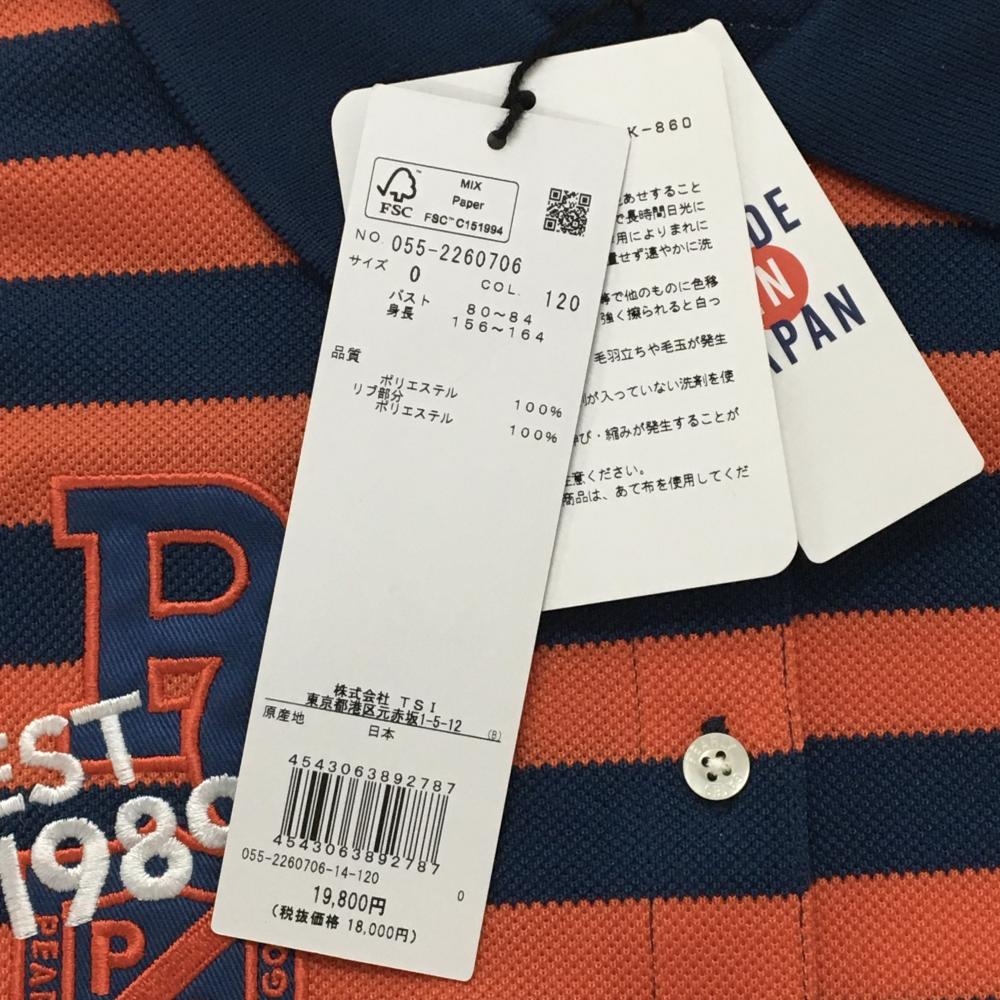 MIX
Paper
FSC™ C151994
FSC™
NO. 055-2260706
サイズ 0 COL. 120
バスト 80〜84
身長 156〜164
品質
ポリエステル 100%
リブ部分
ポリエステル 100%
株式会社 TSI
東京都港区元赤坂1-5-12 (B)
原産地 日本
4543063892787
4543063892787
055-2260706-14-120 0
19,800円
(税抜価格 18,000円)
K-860
あせすること
で長時間日光に
用によりまれに
せず速やかに洗
等で他のものに色移
強く擦られると白っ
毛羽立ちや毛玉が発生
が入っていない洗剤を使
び・縮みが発生することが
注意ください。
商品は、あて布を使用してくだ
DE
IN
APAN
EST
1980
P
PEAR
GO